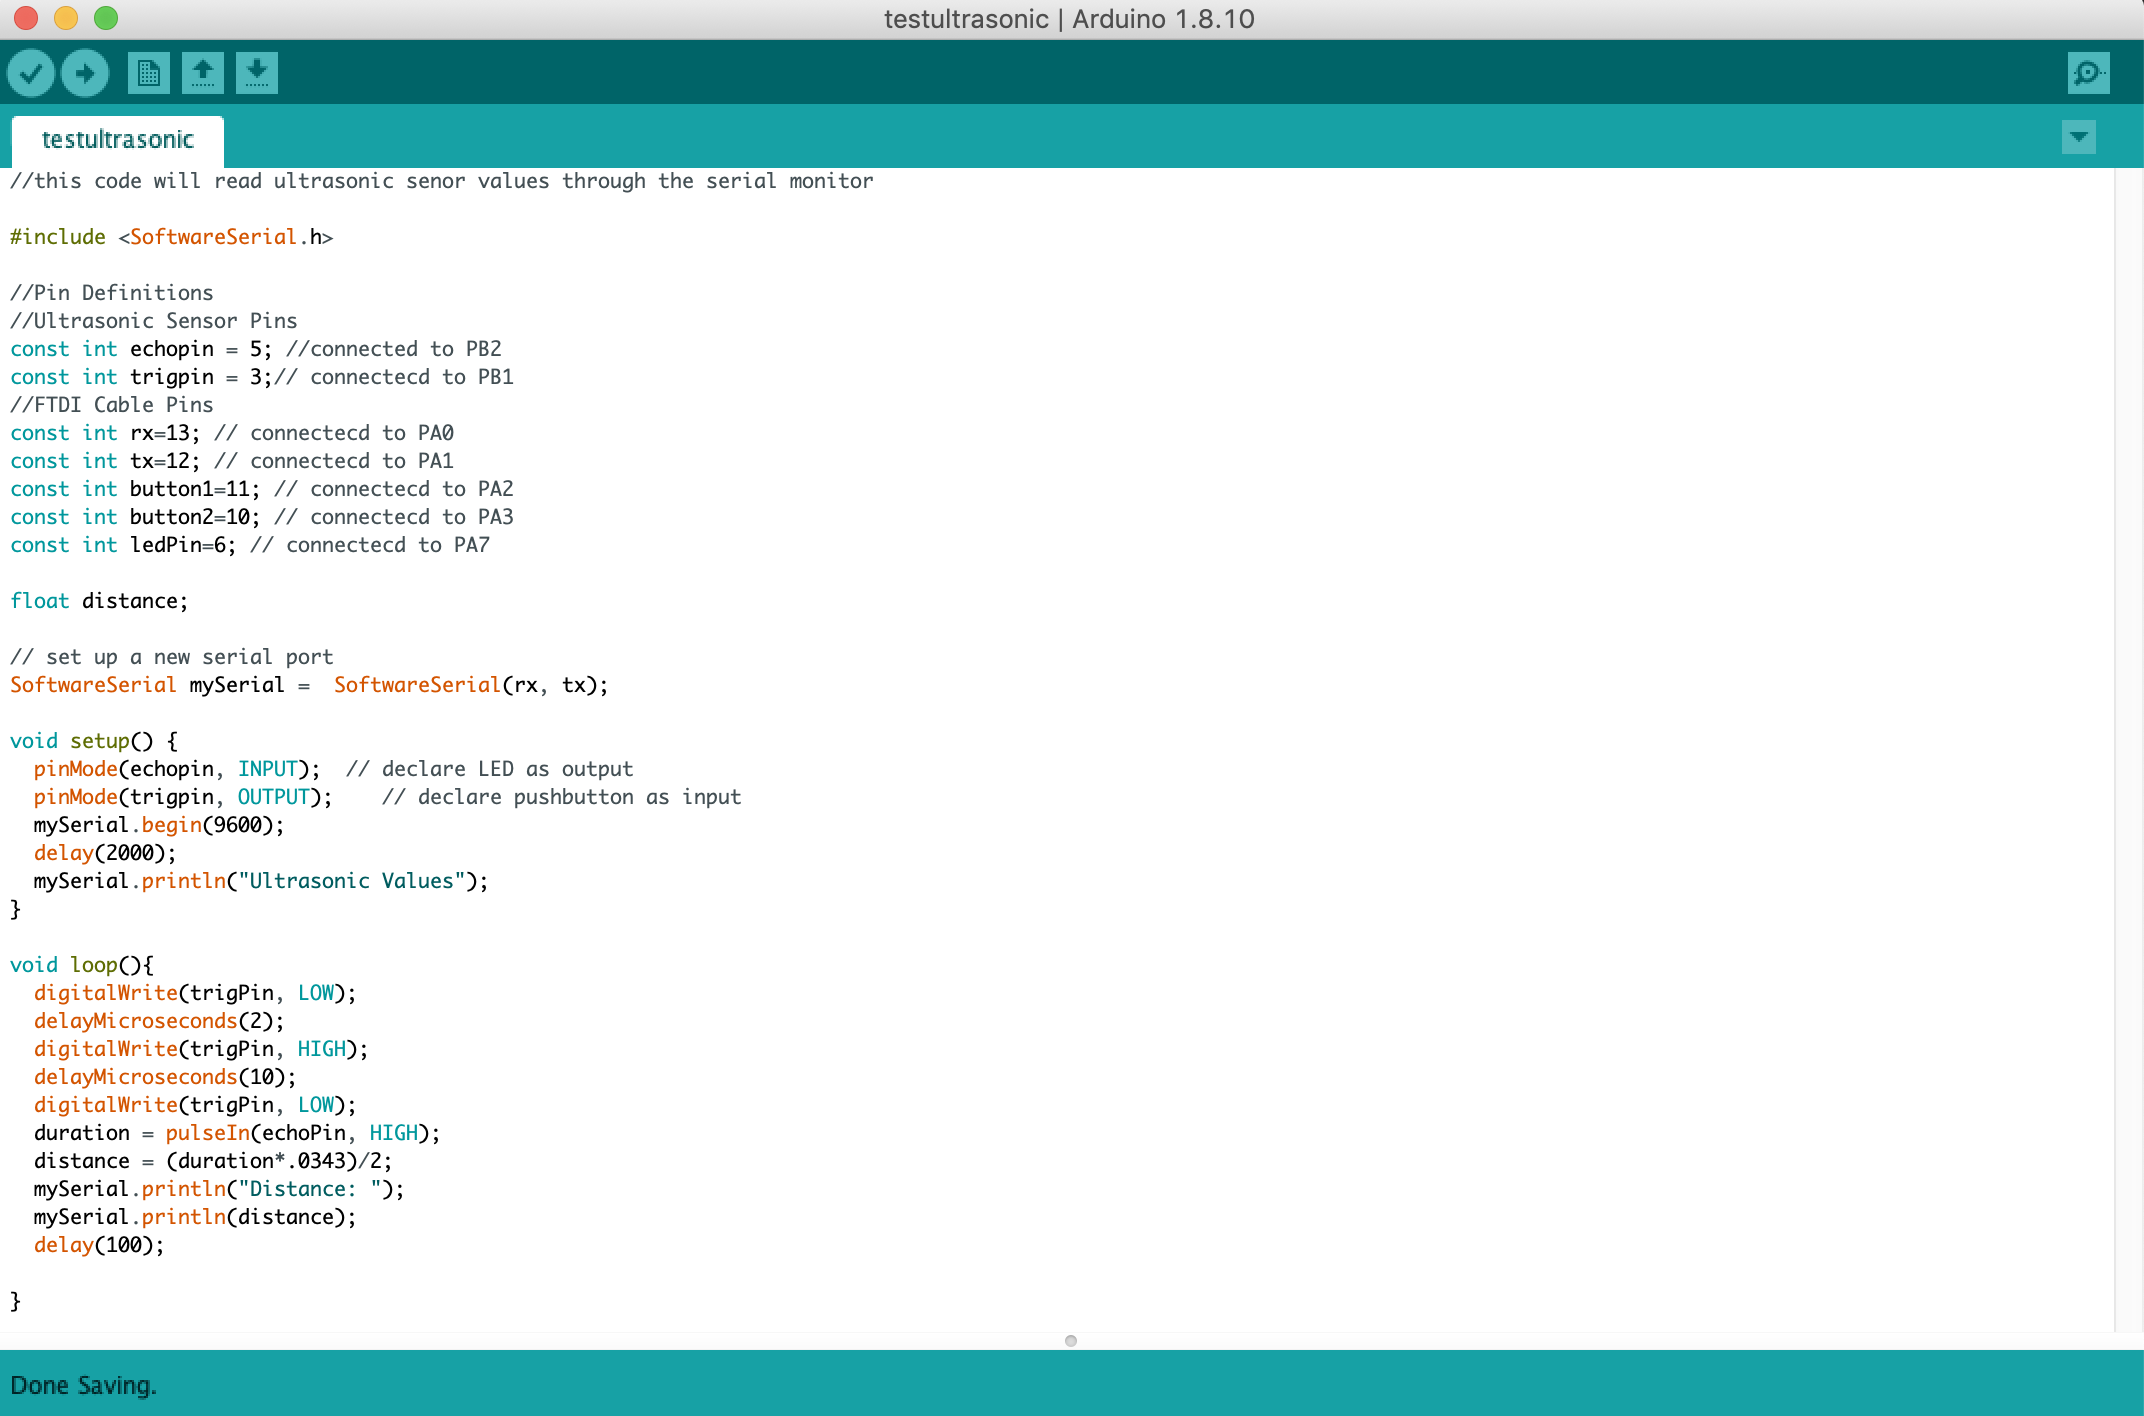 testultrasonic | Arduino 1.8.10
testultrasonic
//this code will read ultrasonic senor values through the serial monitor
#include <SoftwareSerial.h>
//Pin Definitions
//Ultrasonic Sensor Pins
const int echopin = 5; //connected to PB2
const int trigpin = 3;// connectecd to PB1
//FTDI Cable Pins
const int rx=13; // connectecd to PA0
const int tx=12; // connectecd to PA1
const int button1=11; // connectecd to PA2
const int button2=10; // connectecd to PA3
const int ledPin=6; // connectecd to PA7
float distance;
// set up a new serial port
SoftwareSerial mySerial =  SoftwareSerial(rx, tx);
void setup() {
  pinMode(echopin, INPUT);  // declare LED as output
  pinMode(trigpin, OUTPUT);    // declare pushbutton as input
  mySerial.begin(9600);
  delay(2000);
  mySerial.println("Ultrasonic Values");
}
void loop(){
  digitalWrite(trigPin, LOW);
  delayMicroseconds(2);
  digitalWrite(trigPin, HIGH);
  delayMicroseconds(10);
  digitalWrite(trigPin, LOW);
  duration = pulseIn(echoPin, HIGH);
  distance = (duration*.0343)/2;
  mySerial.println("Distance: ");
  mySerial.println(distance);
  delay(100);
}
Done Saving.